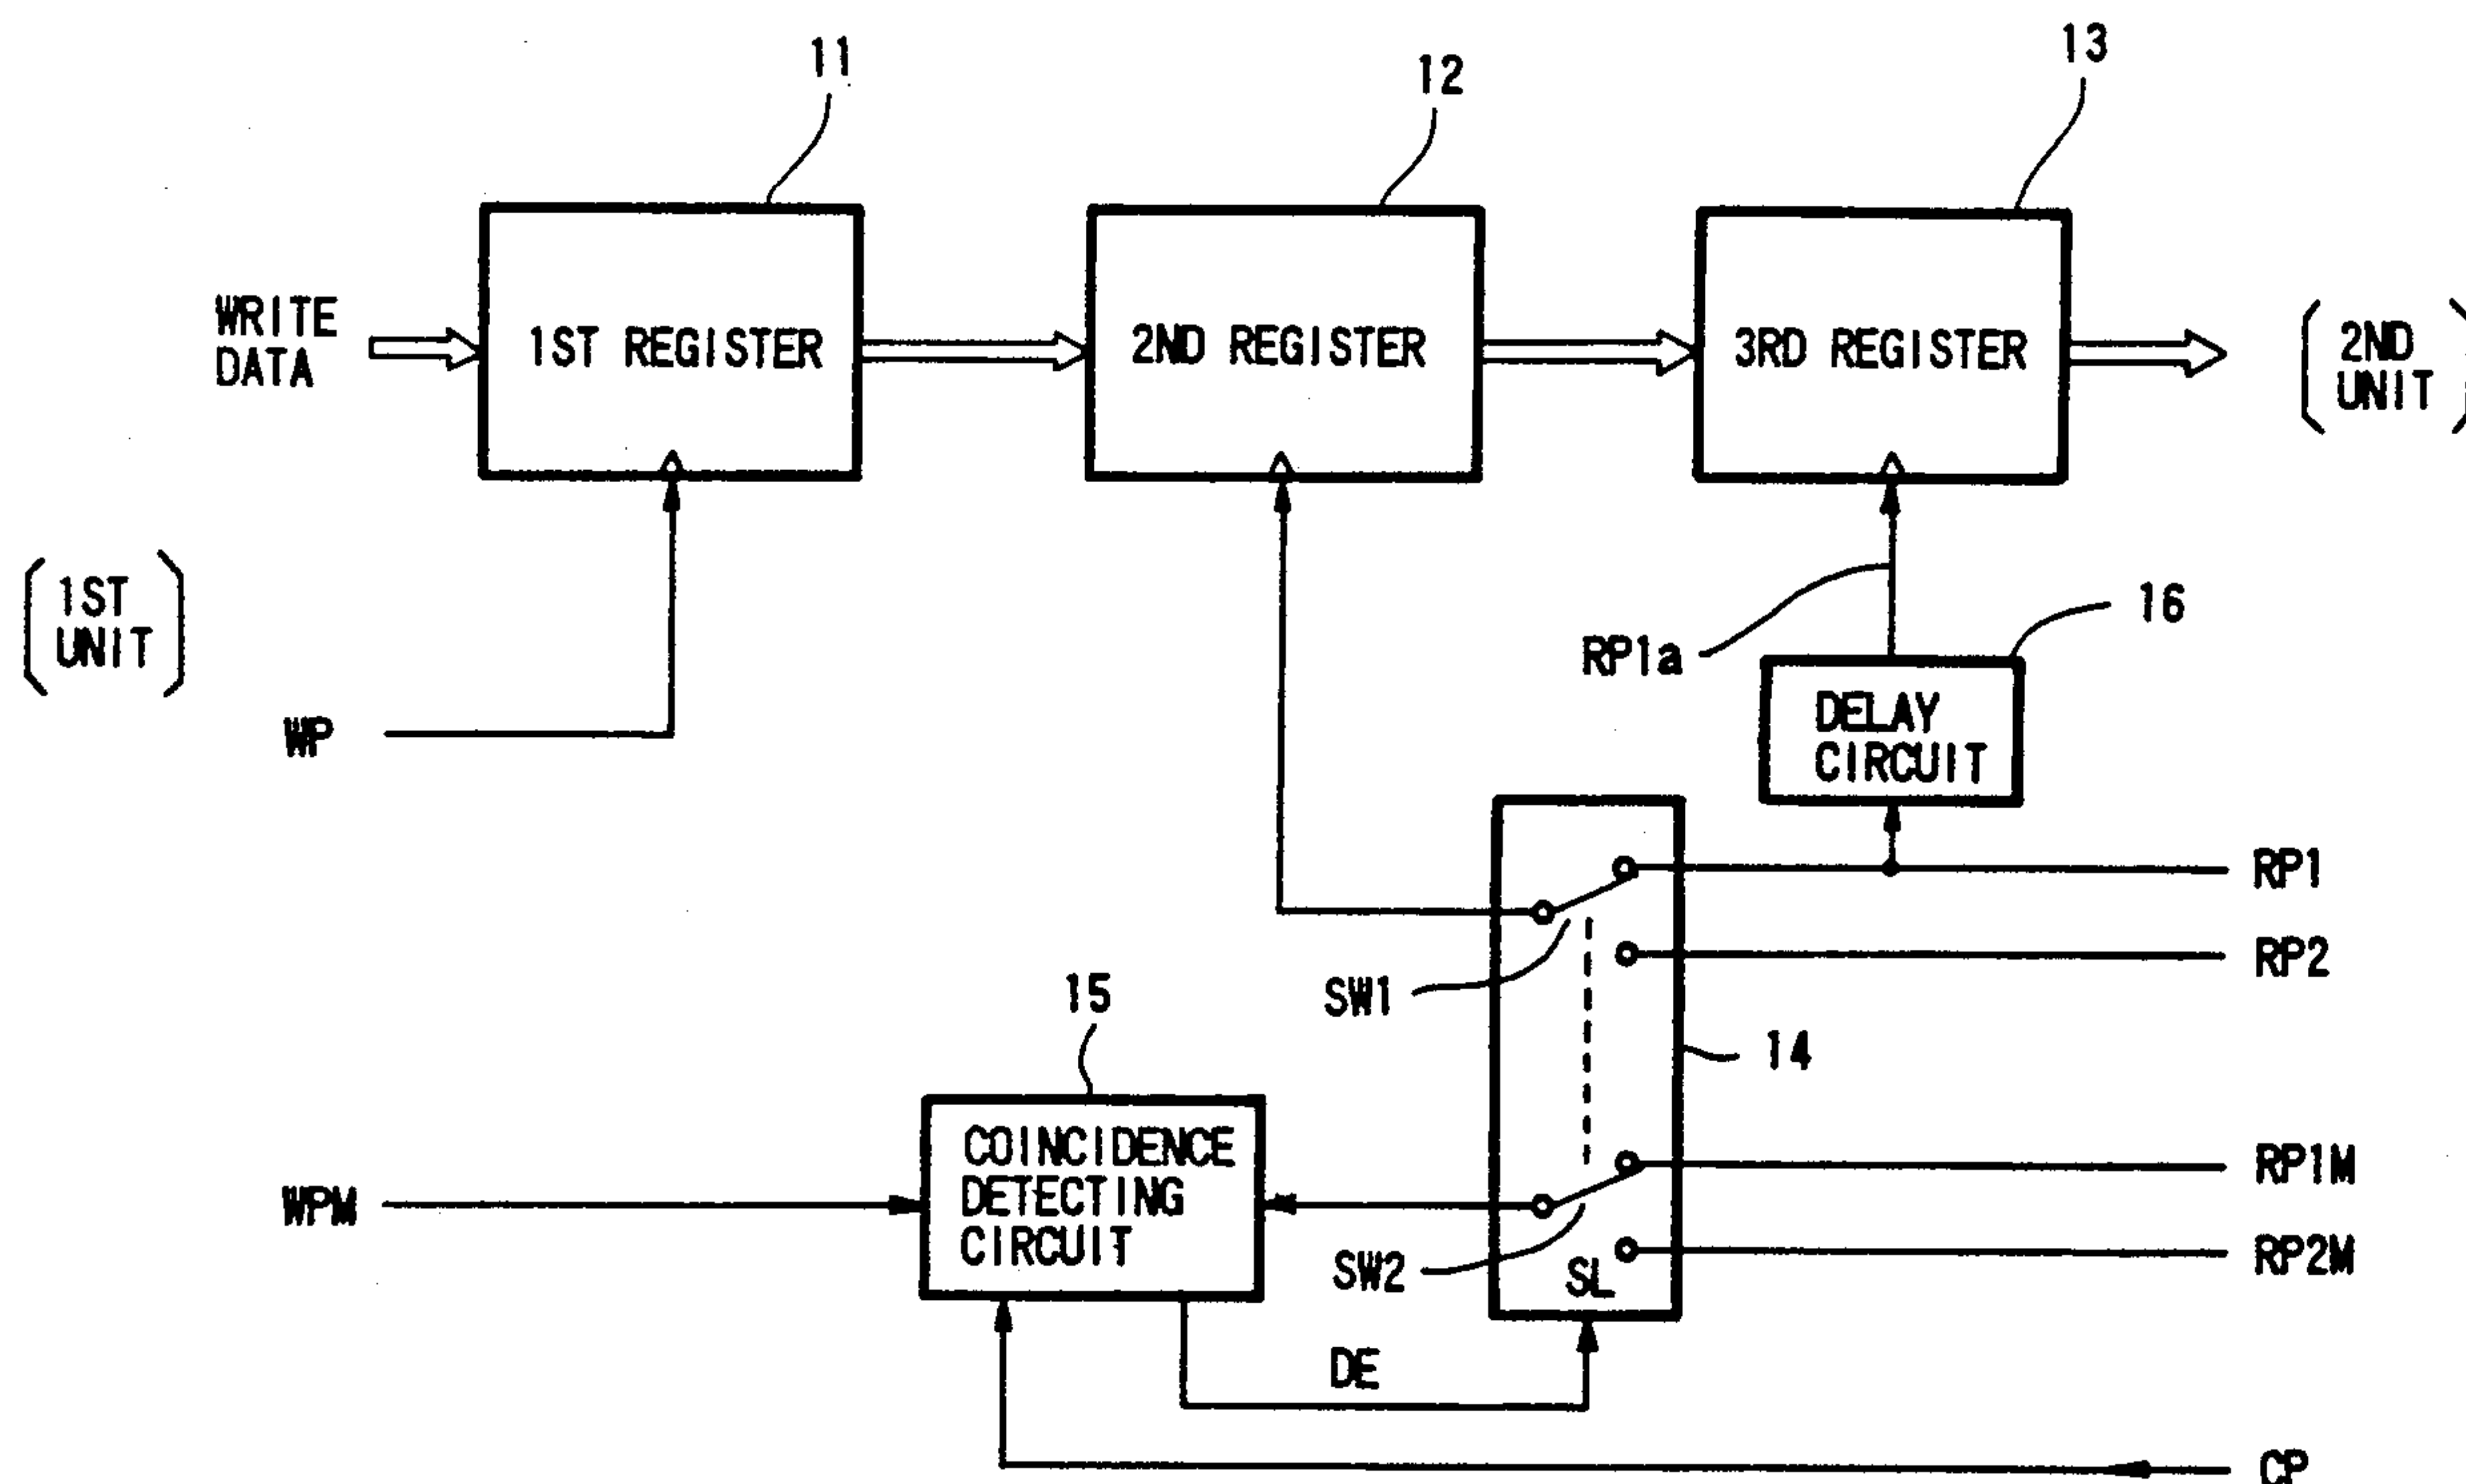 11
12
13
WRITE
DATA
1ST REGISTER
2ND REGISTER
3RD REGISTER
2ND
UNIT
1ST
UNIT
WP
RP1a
16
DELAY
CIRCUIT
RP1
RP2
SW1
15
14
COINCIDENCE
DETECTING
CIRCUIT
WPM
RP1M
RP2M
SW2
SL
DE
CP